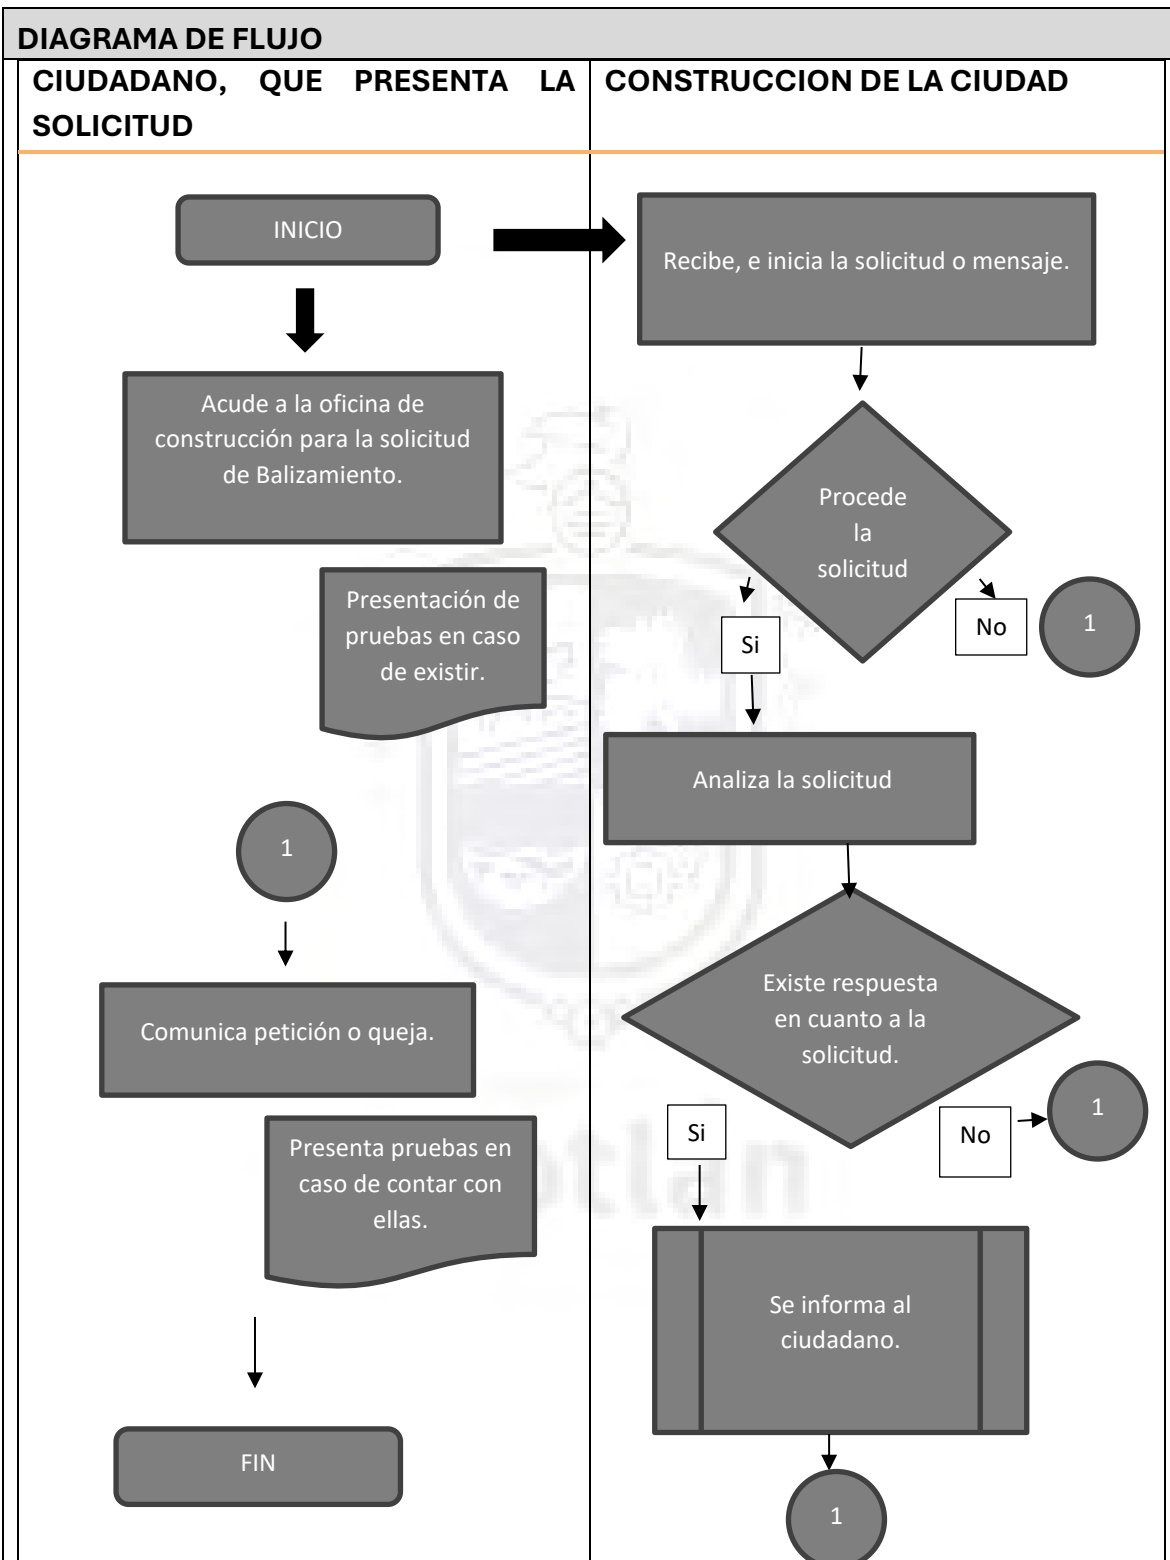 DIAGRAMA DE FLUJO
CIUDADANO, QUE PRESENTA LA
SOLICITUD
CONSTRUCCION DE LA CIUDAD
INICIO
Acude a la oficina de
construcción para la solicitud
de Balizamiento.
Presentación de
pruebas en caso
de existir.
1
Comunica petición o queja.
Presenta pruebas en
caso de contar con
ellas.
FIN
Recibe, e inicia la solicitud o mensaje.
Procede
la
solicitud
Si
No
1
Analiza la solicitud
Existe respuesta
en cuanto a la
solicitud.
Si
No
1
Se informa al
ciudadano.
1